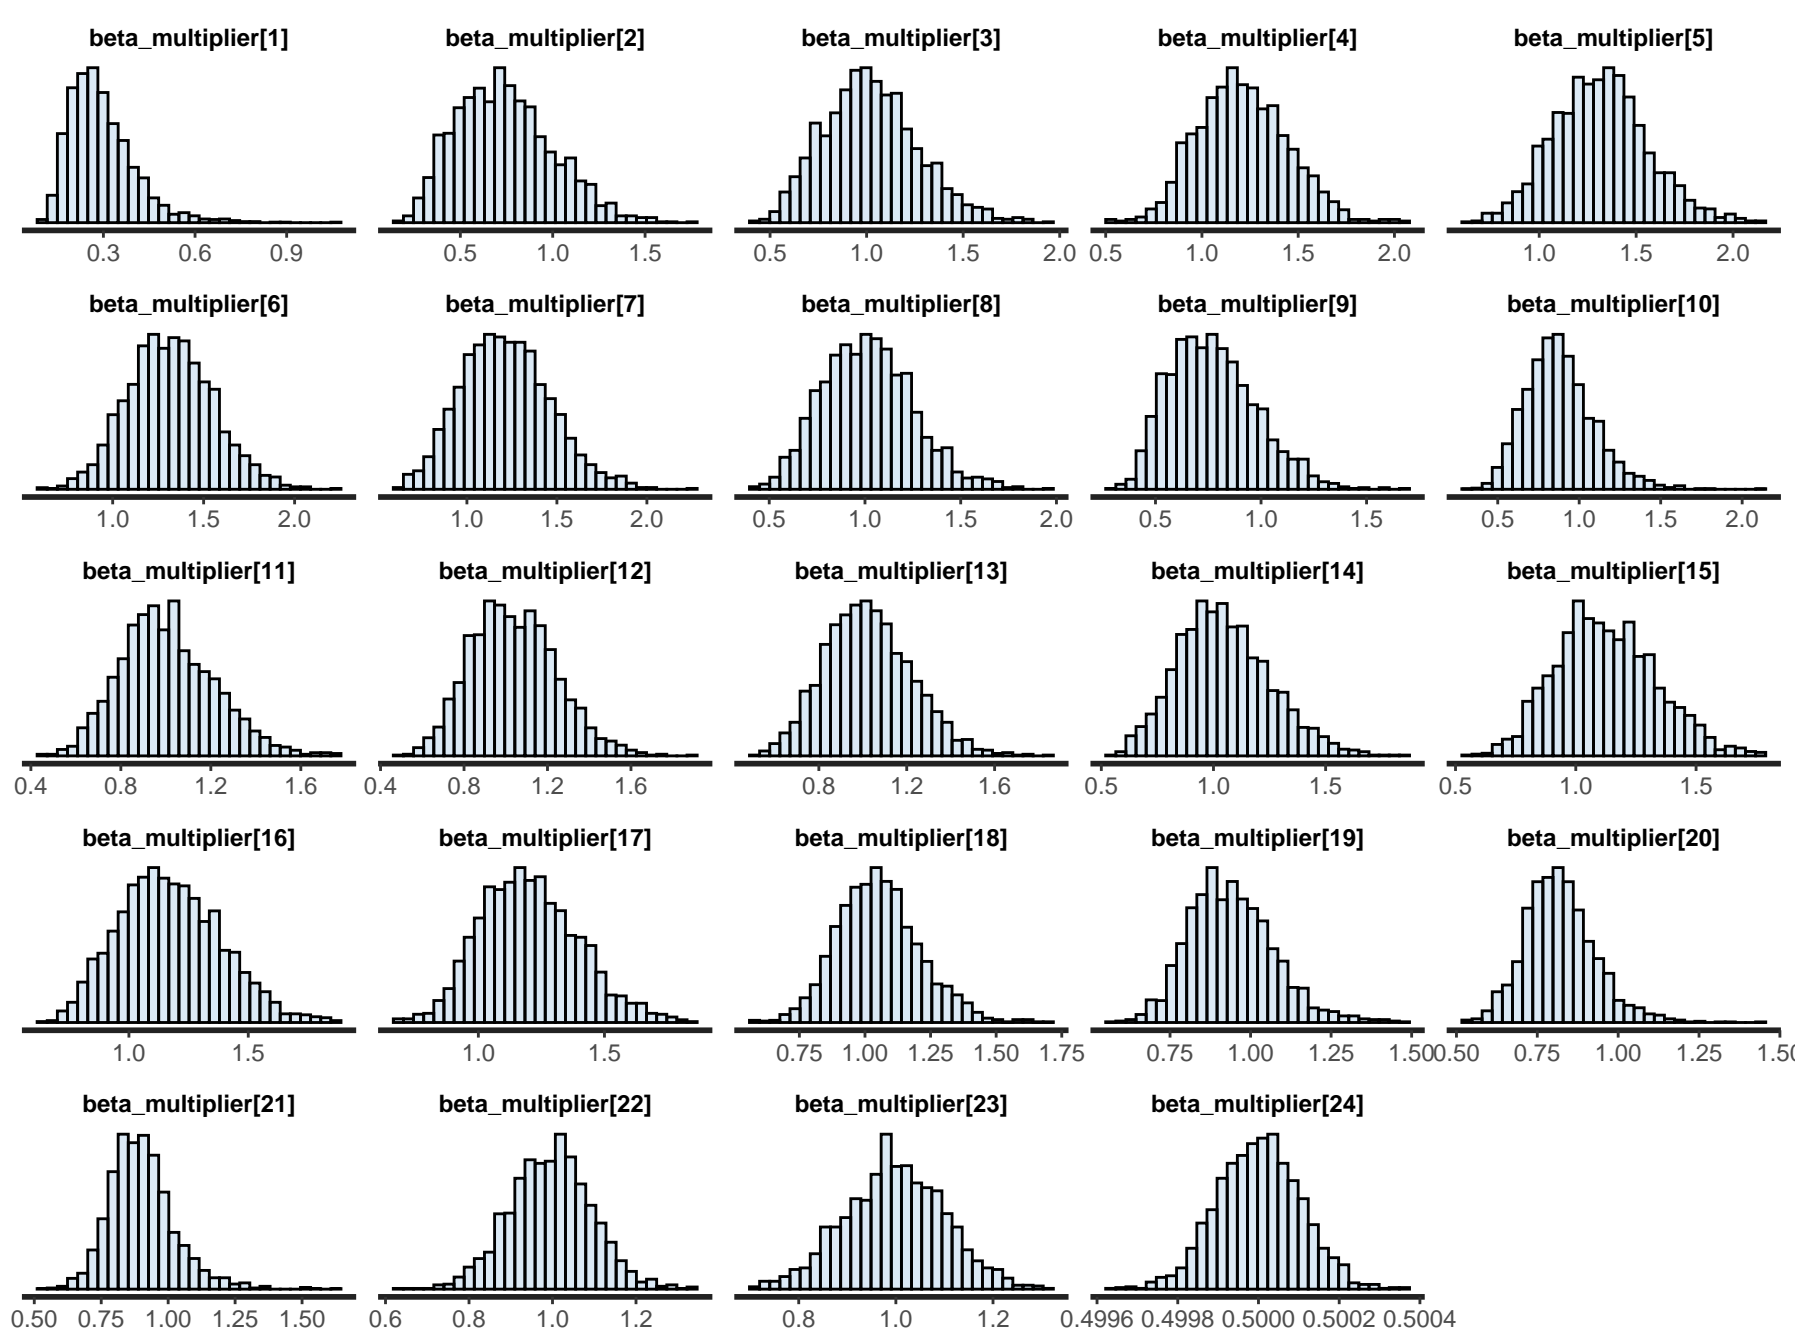 beta_multiplier[1] beta_multiplier[2] beta_multiplier[3] beta_multiplier[4] beta_multiplier[5]
0.3 0.6 0.9 0.5 1.0 1.5 0.5 1.0 1.5 2.0 0.5 1.0 1.5 2.0 1.0 1.5 2.0
beta_multiplier[6] beta_multiplier[7] beta_multiplier[8] beta_multiplier[9] beta_multiplier[10]
1.0 1.5 2.0 1.0 1.5 2.0 0.5 1.0 1.5 2.0 0.5 1.0 1.5 0.5 1.0 1.5 2.0
beta_multiplier[11] beta_multiplier[12] beta_multiplier[13] beta_multiplier[14] beta_multiplier[15]
0.4 0.8 1.2 1.6 0.4 0.8 1.2 1.6 0.8 1.2 1.6 0.5 1.0 1.5 0.5 1.0 1.5
beta_multiplier[16] beta_multiplier[17] beta_multiplier[18] beta_multiplier[19] beta_multiplier[20]
1.0 1.5 1.0 1.5 0.75 1.00 1.25 1.50 1.75 0.75 1.00 1.25 1.50 0.50 0.75 1.00 1.25 1.50
beta_multiplier[21] beta_multiplier[22] beta_multiplier[23] beta_multiplier[24]
0.50 0.75 1.00 1.25 1.50 0.6 0.8 1.0 1.2 0.8 1.0 1.2 0.4996 0.4998 0.5000 0.5002 0.5004